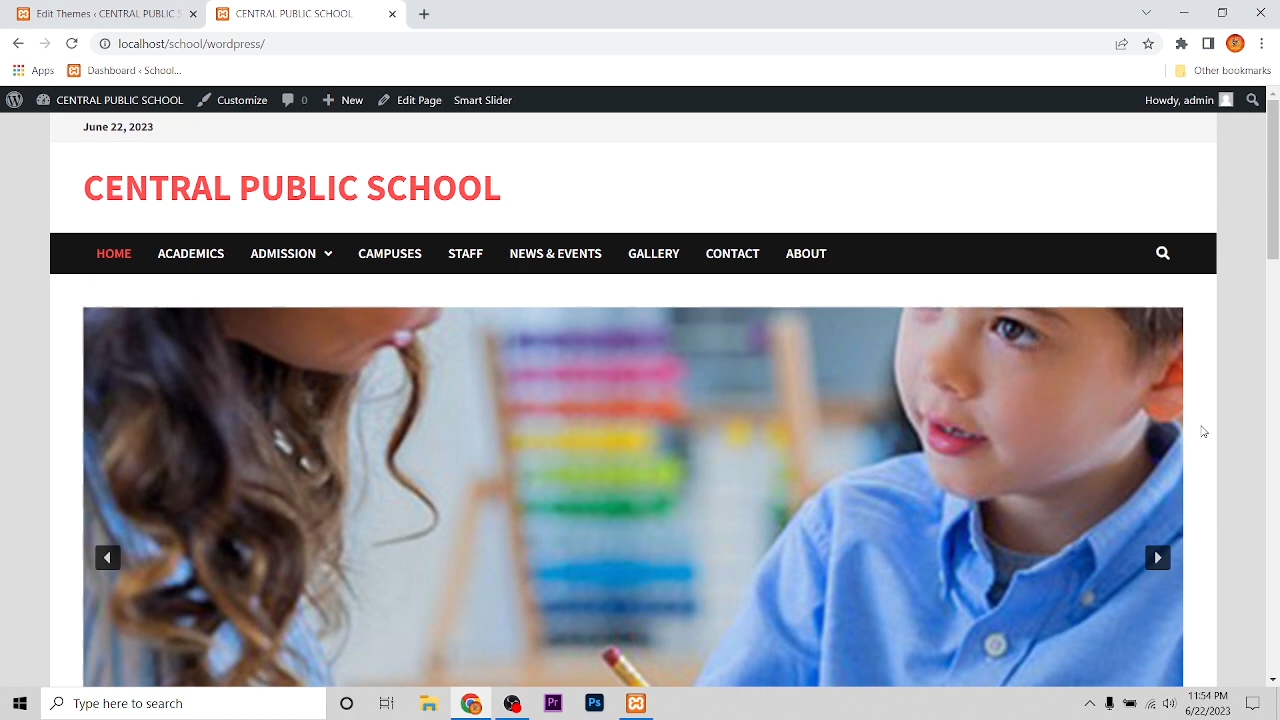 Edit Themes ‹ CENTRAL PUBLIC S
CENTRAL PUBLIC SCHOOL
localhost/school/wordpress/
Apps
Dashboard ‹ School...
Other bookmarks
CENTRAL PUBLIC SCHOOL
Customize
0
New
Edit Page
Smart Slider
Howdy, admin
June 22, 2023
CENTRAL PUBLIC SCHOOL
HOME ACADEMICS ADMISSION CAMPUSES STAFF NEWS & EVENTS GALLERY CONTACT ABOUT
Type here to search
Pr
Ps
11:54 PM
6/22/2023